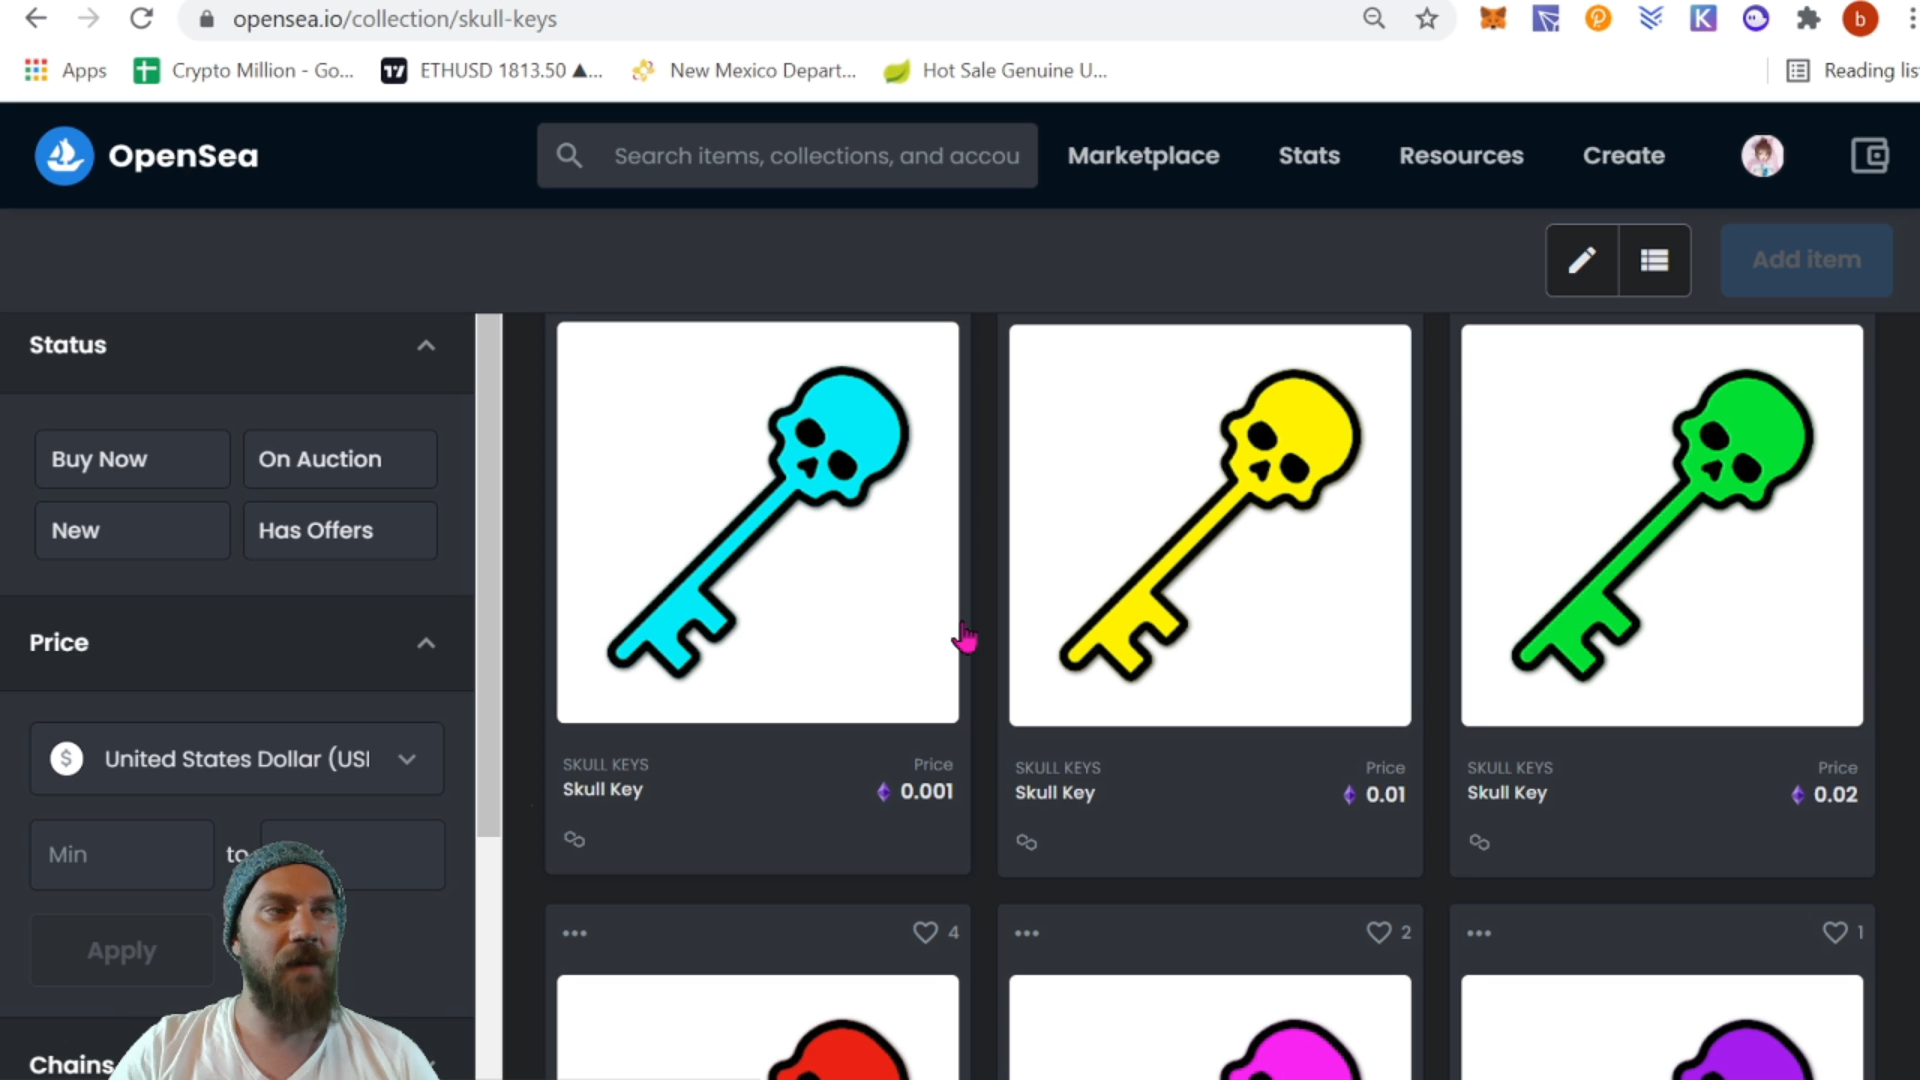 opensea.io/collection/skull-keys
b
Apps
Crypto Million - Go...
ETHUSD 1813.50 ▲...
New Mexico Depart...
Hot Sale Genuine U...
Reading lis
OpenSea
Search items, collections, and accou
Marketplace
Stats
Resources
Create
Add item
Status
Buy Now
On Auction
New
Has Offers
Price
$ United States Dollar (USI
Min
to
Apply
Chains
SKULL KEYS
Price
Skull Key
0.001
SKULL KEYS
Price
Skull Key
0.01
SKULL KEYS
Price
Skull Key
0.02
4
2
1